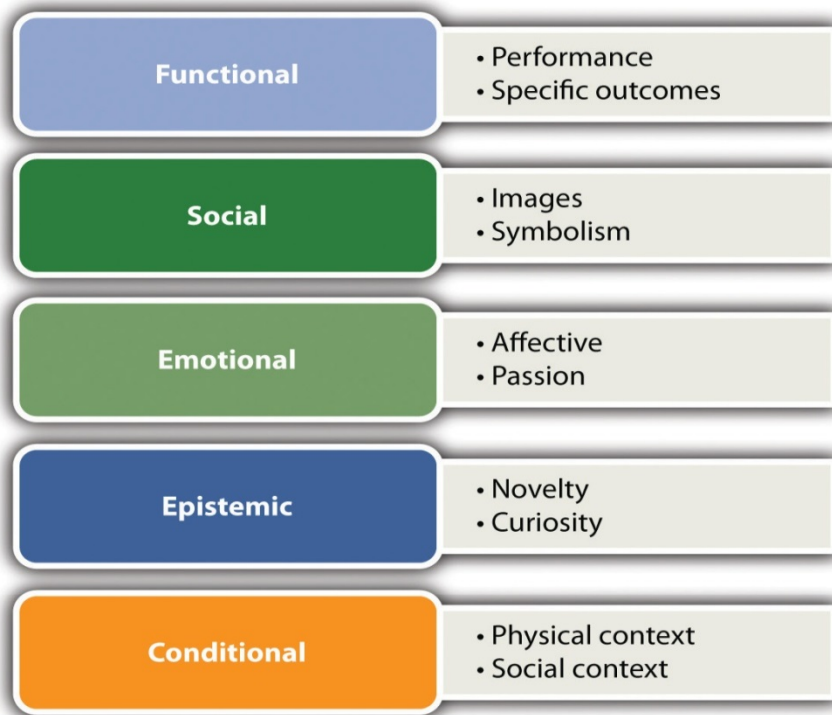 Functional
• Performance
• Specific outcomes
Social
• Images
• Symbolism
Emotional
• Affective
• Passion
Epistemic
• Novelty
• Curiosity
Conditional
• Physical context
• Social context